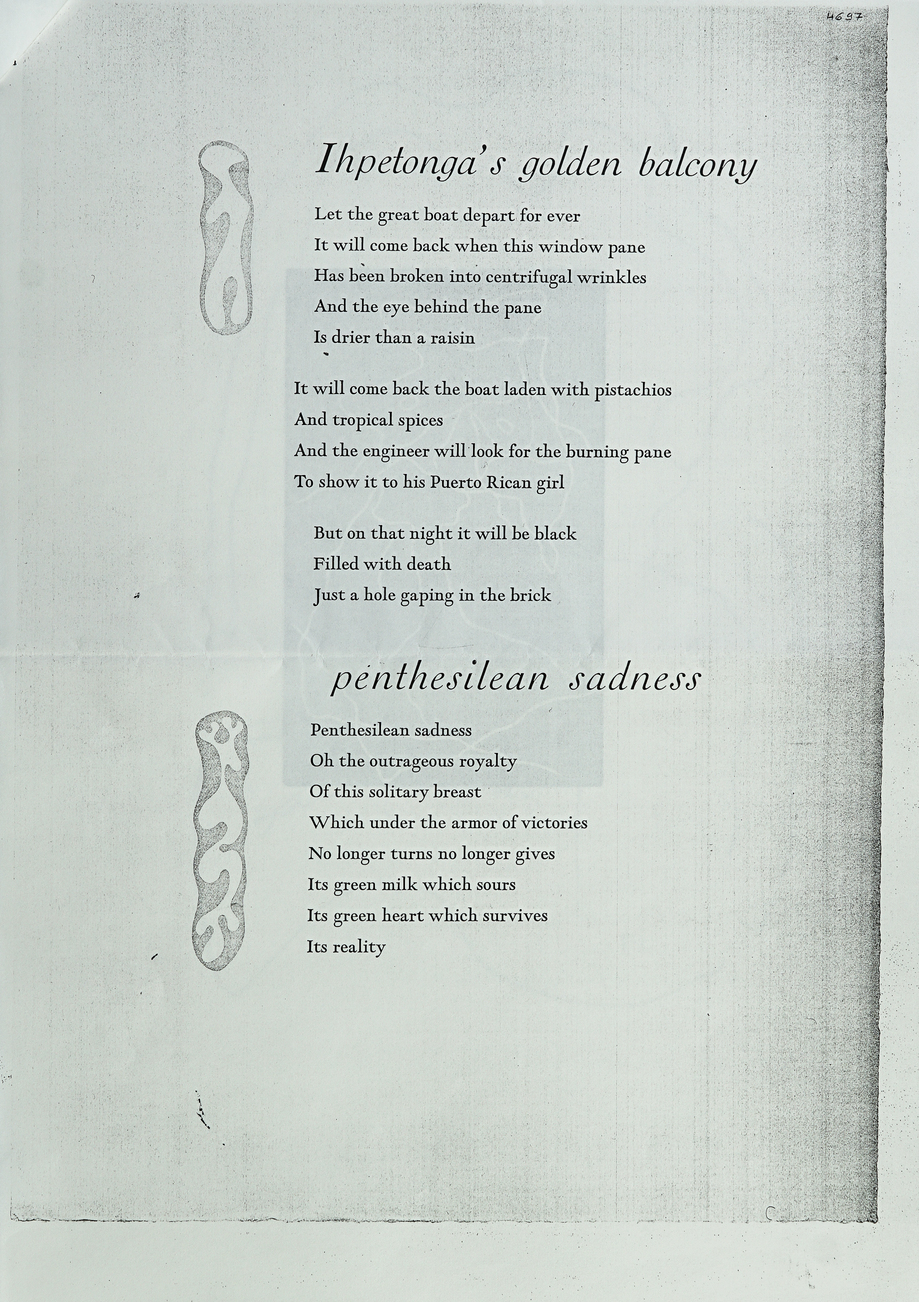 4697
Ihpetonga's golden balcony
Let the great boat depart for ever
It will come back when this window pane
Has been broken into centrifugal wrinkles
And the eye behind the pane
Is drier than a raisin
It will come back the boat laden with pistachios
And tropical spices
And the engineer will look for the burning pane
To show it to his Puerto Rican girl
But on that night it will be black
Filled with death
Just a hole gaping in the brick
penthesilean sadness
Penthesilean sadness
Oh the outrageous royalty
Of this solitary breast
Which under the armor of victories
No longer turns no longer gives
Its green milk which sours
Its green heart which survives
Its reality